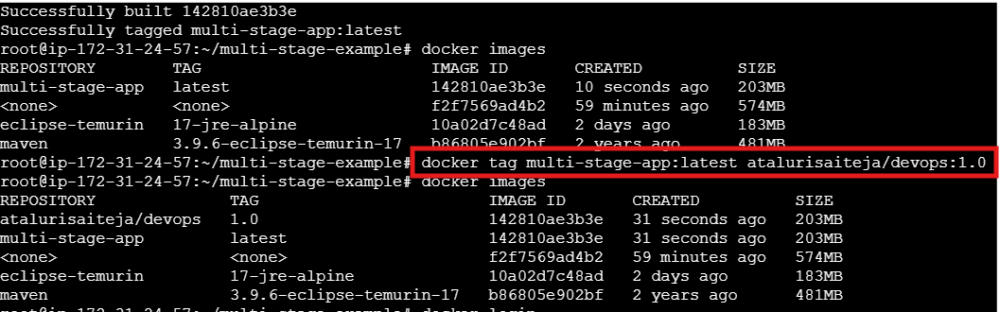 Successfully built 142810ae3b3e
Successfully tagged multi-stage-app:latest
root@ip-172-31-24-57:~/multi-stage-example# docker images
REPOSITORY TAG IMAGE ID CREATED SIZE
multi-stage-app latest 142810ae3b3e 10 seconds ago 203MB
<none> <none> f2f7569ad4b2 59 minutes ago 574MB
eclipse-temurin 17-jre-alpine 10a02d7c48ad 2 days ago 183MB
maven 3.9.6-eclipse-temurin-17 b86805e902bf 2 years ago 481MB
root@ip-172-31-24-57:~/multi-stage-example# docker tag multi-stage-app:latest atalurisaiteja/devops:1.0
root@ip-172-31-24-57:~/multi-stage-example# docker images
REPOSITORY TAG IMAGE ID CREATED SIZE
atalurisaiteja/devops 1.0 142810ae3b3e 31 seconds ago 203MB
multi-stage-app latest 142810ae3b3e 31 seconds ago 203MB
<none> <none> f2f7569ad4b2 59 minutes ago 574MB
eclipse-temurin 17-jre-alpine 10a02d7c48ad 2 days ago 183MB
maven 3.9.6-eclipse-temurin-17 b86805e902bf 2 years ago 481MB
root@ip-172-31-24-57:~/multi-stage-example# docker login